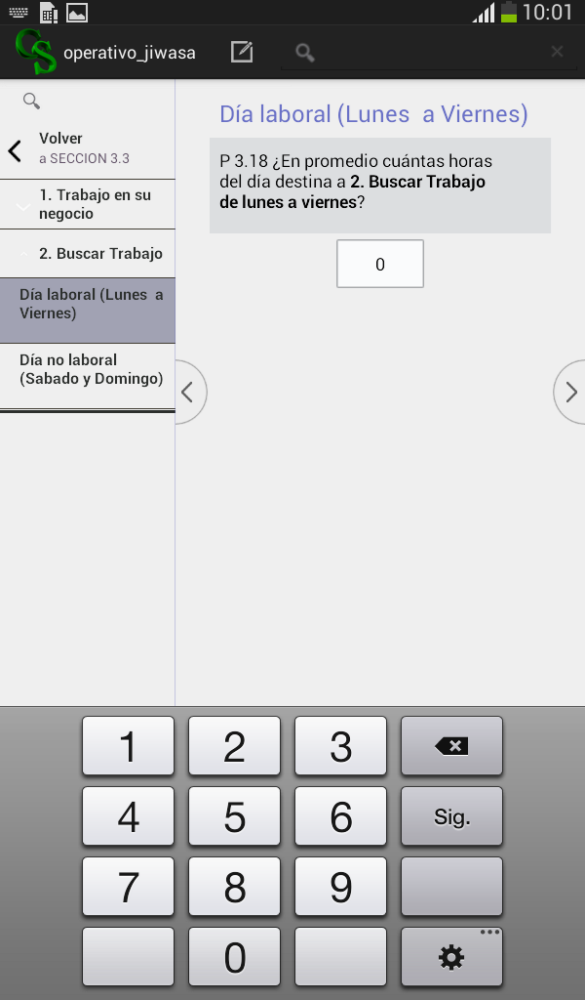 10:01
CS operativo_jiwasa
Volver
a SECCION 3.3
1. Trabajo en su
negocio
2. Buscar Trabajo
Día laboral (Lunes a
Viernes)
Día no laboral
(Sabado y Domingo)
Día laboral (Lunes a Viernes)
P 3.18 ¿En promedio cuántas horas
del día destina a 2. Buscar Trabajo
de lunes a viernes?
0
1 2 3
4 5 6 Sig.
7 8 9
0